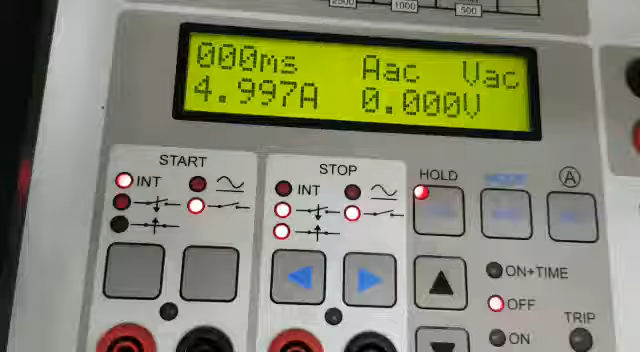 2500 1000 500
000ms Aac Vac
4.997A 0.000V
START
STOP
HOLD
MODE
A
INT
INT
ON+TIME
OFF
ON
TRIP